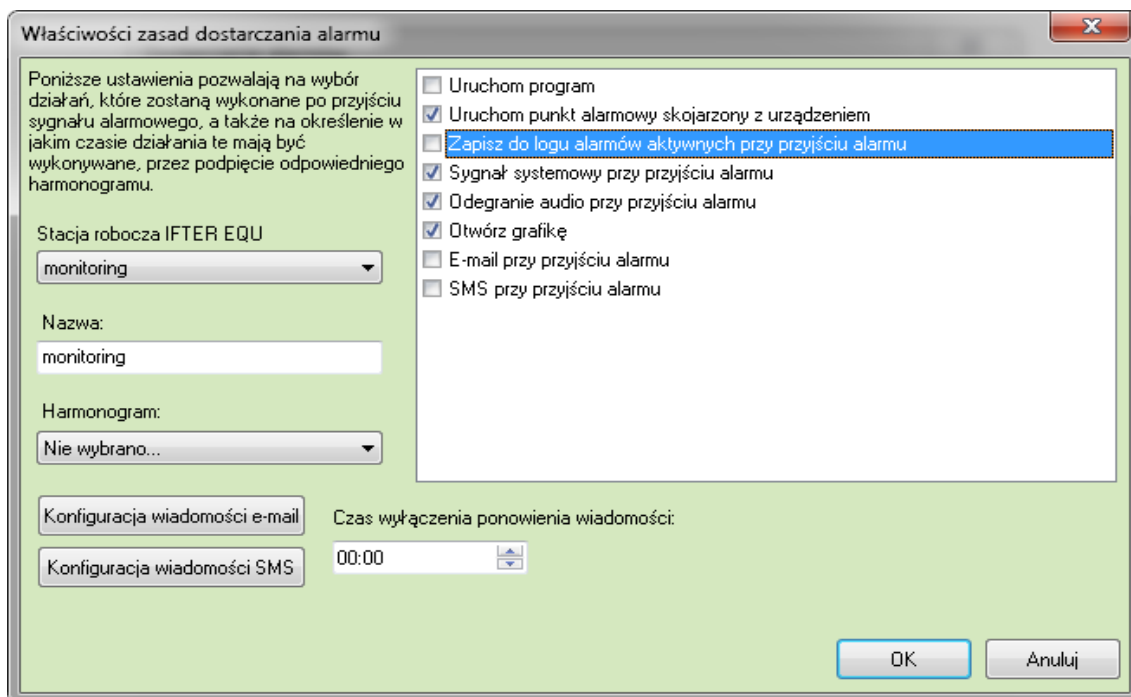 Właściwości zasad dostarczania alarmu
Poniższe ustawienia pozwalają na wybór
działań, które zostaną wykonane po przyjściu
sygnału alarmowego, a także na określenie w
jakim czasie działania te mają być
wykonywane, przez podpięcie odpowiedniego
harmonogramu.
Stacja robocza IFTER EQU
monitoring
Nazwa:
monitoring
Harmonogram:
Nie wybrano...
Uruchom program
Uruchom punkt alarmowy skojarzony z urządzeniem
Zapisz do logu alarmów aktywnych przy przyjściu alarmu
Sygnał systemowy przy przyjściu alarmu
Odegranie audio przy przyjściu alarmu
Otwórz grafikę
E-mail przy przyjściu alarmu
SMS przy przyjściu alarmu
Konfiguracja wiadomości e-mail
Konfiguracja wiadomości SMS
Czas wyłączenia ponowienia wiadomości:
00:00
OK
Anuluj